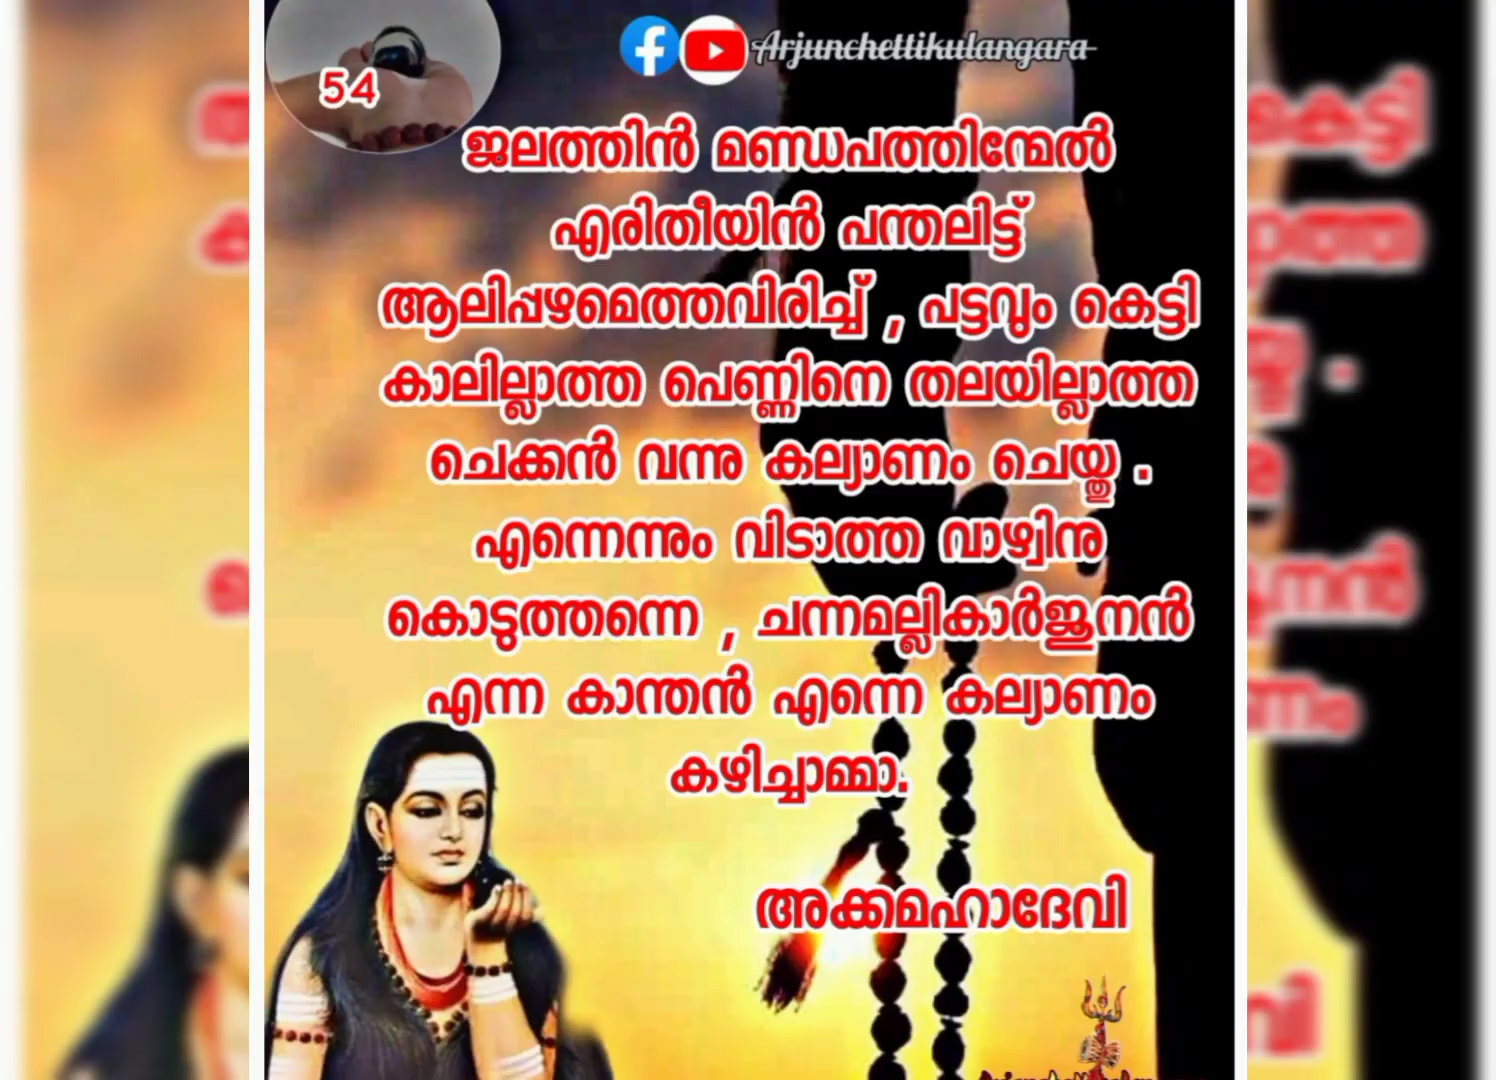 Arjunchettikulangara
54
ജലത്തിൻ മണ്ഡപത്തിന്മേൽ
എരിതീയിൻ പന്തലിട്ട്
ആലിപ്പഴമെത്തവിരിച്ച് , പട്ടവും കെട്ടി
കാലില്ലാത്ത പെണ്ണിനെ തലയില്ലാത്ത
ചെക്കൻ വന്നു കല്യാണം ചെയ്തു .
എന്നെന്നും വിടാത്ത വാഴ്വിനു
കൊടുത്തന്നെ , ചന്നമല്ലികാർജുനൻ
എന്ന കാന്തൻ എന്നെ കല്യാണം
കഴിച്ചാമ്മാ.
അക്കമഹാദേവി